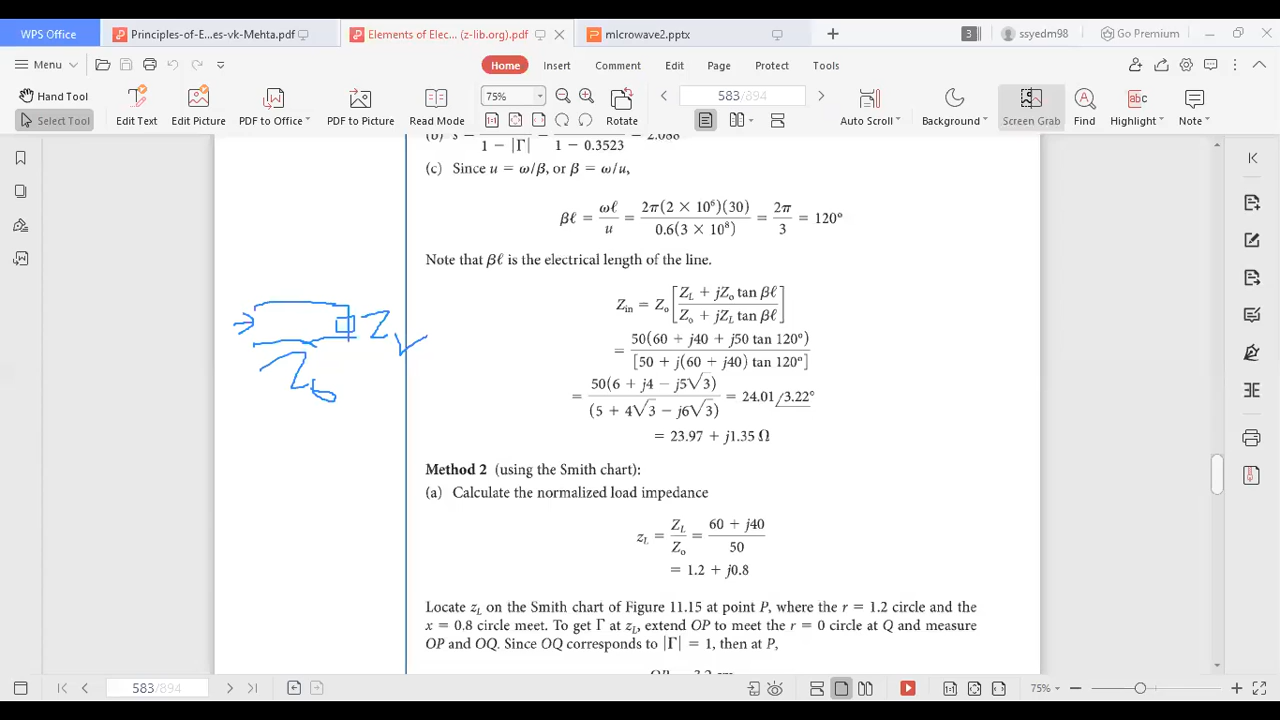 WPS Office
Principles-of-E...es-vk-Mehta.pdf
Elements of Elec... (z-lib.org).pdf
mIcrowave2.pptx
3
ssyedm98
Go Premium
Menu
Home
Insert
Comment
Edit
Page
Protect
Tools
Hand Tool
Select Tool
Edit Text
Edit Picture
PDF to Office
PDF to Picture
Read Mode
75%
Rotate
583/894
Auto Scroll
Background
Screen Grab
Find
Highlight
Note
(b) s = / 1 − |Γ| = / 1 − 0.3523 = 2.088
(c) Since u = ω/β, or β = ω/u,
βℓ = ωℓ / u = 2π(2 × 10⁶)(30) / 0.6(3 × 10⁸) = 2π / 3 = 120°
Note that βℓ is the electrical length of the line.
Zin = Zo [ZL + jZo tan βℓ / Zo + jZL tan βℓ]
= 50(60 + j40 + j50 tan 120°) / [50 + j(60 + j40) tan 120°]
= 50(6 + j4 − j5√3) / (5 + 4√3 − j6√3) = 24.01 /3.22°
= 23.97 + j1.35 Ω
ZL
Zo
Method 2 (using the Smith chart):
(a) Calculate the normalized load impedance
zL = ZL / Zo = 60 + j40 / 50
= 1.2 + j0.8
Locate zL on the Smith chart of Figure 11.15 at point P, where the r = 1.2 circle and the
x = 0.8 circle meet. To get Γ at zL, extend OP to meet the r = 0 circle at Q and measure
OP and OQ. Since OQ corresponds to |Γ| = 1, then at P,
583/894
75%